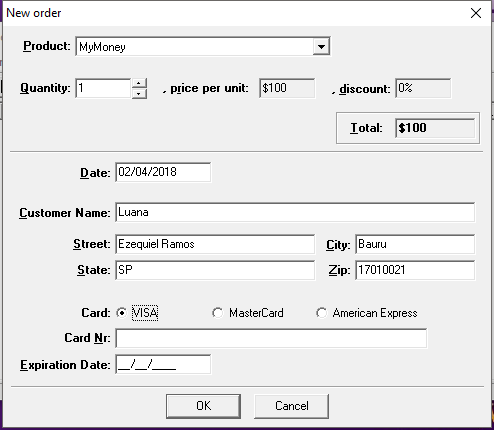 New order
Product: MyMoney
Quantity: 1 , price per unit: $100 , discount: 0%
Total: $100
Date: 02/04/2018
Customer Name: Luana
Street: Ezequiel Ramos City: Bauru
State: SP Zip: 17010021
Card: VISA MasterCard American Express
Card Nr:
Expiration Date: __/__/____
OK Cancel